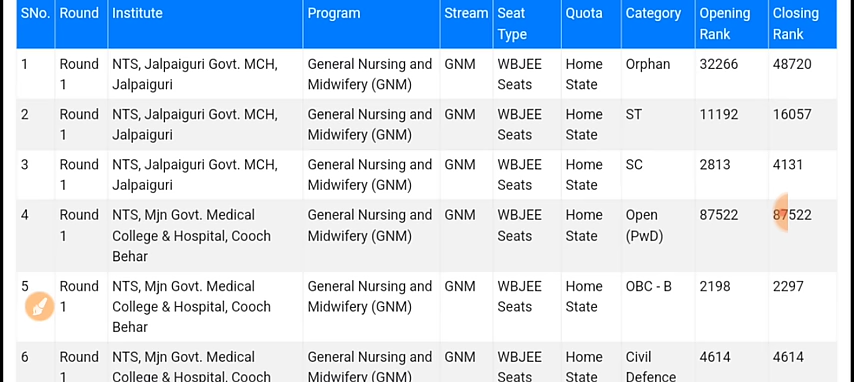 SNo. Round Institute Program Stream Seat Type Quota Category Opening Rank Closing Rank
1 Round 1 NTS, Jalpaiguri Govt. MCH, Jalpaiguri General Nursing and Midwifery (GNM) GNM WBJEE Seats Home State Orphan 32266 48720
2 Round 1 NTS, Jalpaiguri Govt. MCH, Jalpaiguri General Nursing and Midwifery (GNM) GNM WBJEE Seats Home State ST 11192 16057
3 Round 1 NTS, Jalpaiguri Govt. MCH, Jalpaiguri General Nursing and Midwifery (GNM) GNM WBJEE Seats Home State SC 2813 4131
4 Round 1 NTS, Mjn Govt. Medical College & Hospital, Cooch Behar General Nursing and Midwifery (GNM) GNM WBJEE Seats Home State Open (PwD) 87522 87522
5 Round 1 NTS, Mjn Govt. Medical College & Hospital, Cooch Behar General Nursing and Midwifery (GNM) GNM WBJEE Seats Home State OBC - B 2198 2297
6 Round 1 NTS, Mjn Govt. Medical College & Hospital, Cooch General Nursing and Midwifery (GNM) GNM WBJEE Seats Home State Civil Defence 4614 4614